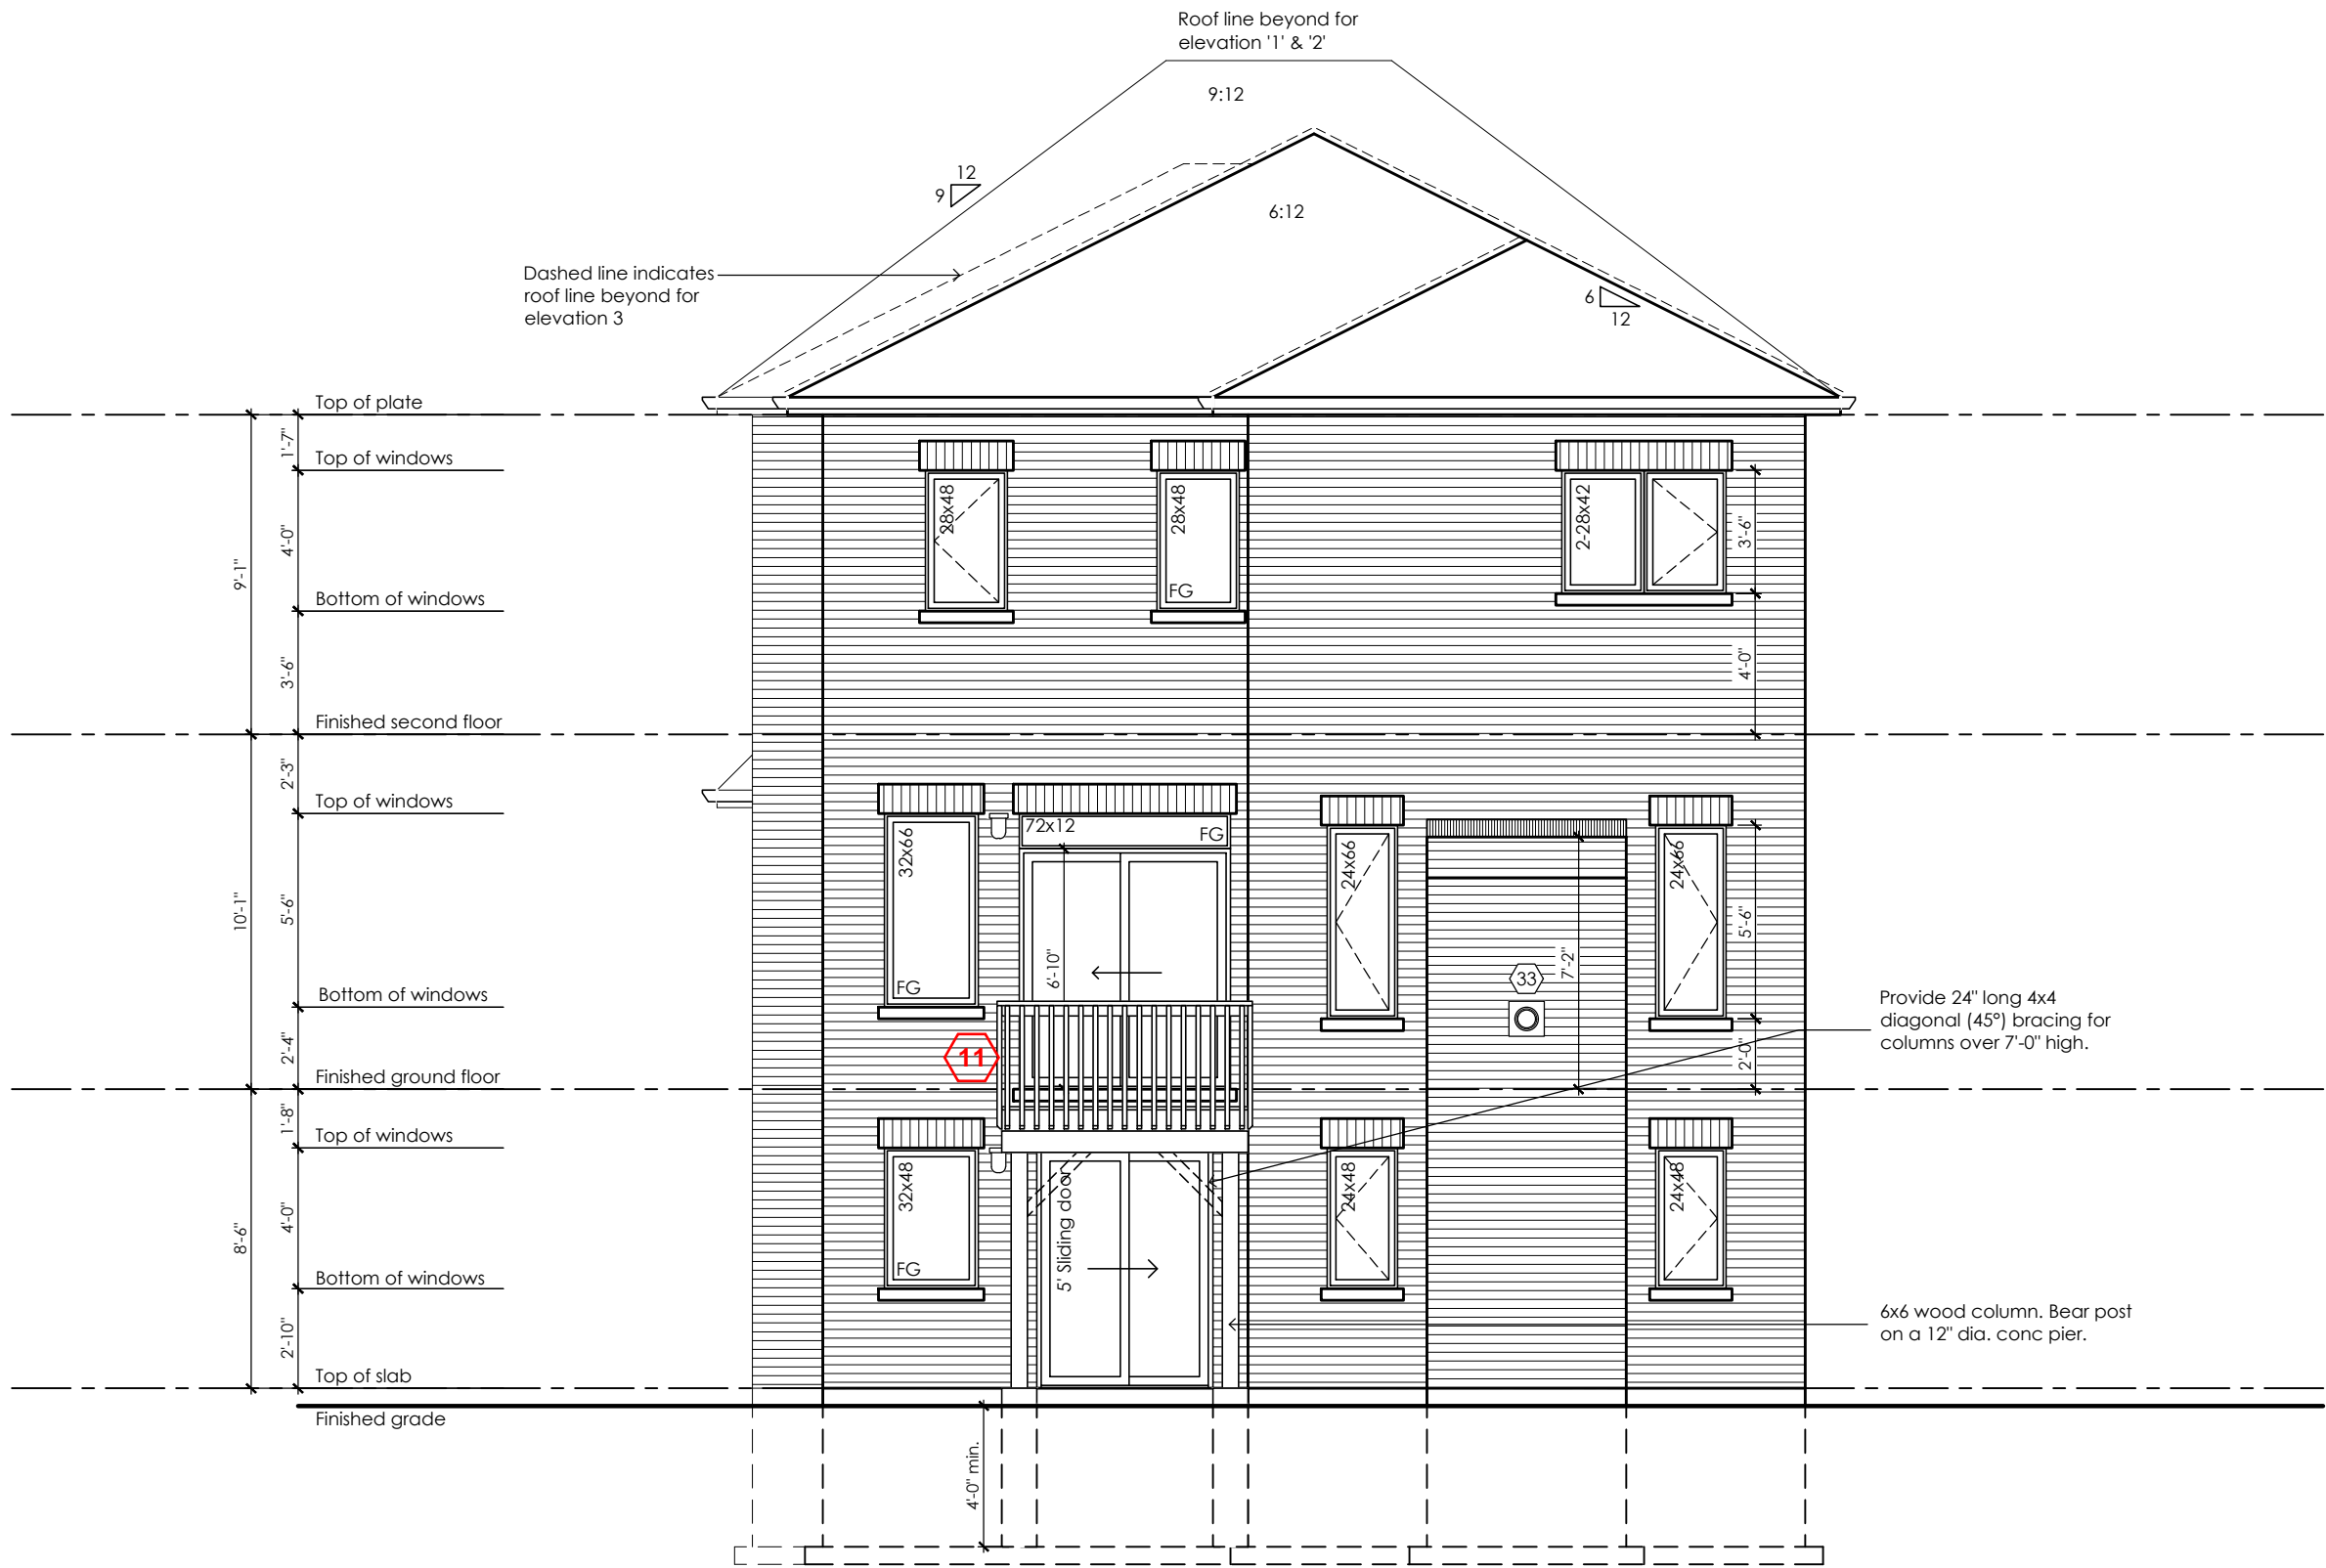 Roof line beyond for
elevation '1' & '2'
9:12
12
9
6:12
Dashed line indicates
roof line beyond for
elevation 3
6
12
Top of plate
1'-7"
Top of windows
28x48
28x48
FG
2-28x42
3'-6"
4'-0"
9'-1"
Bottom of windows
3'-6"
4'-0"
Finished second floor
2'-3"
Top of windows
72x12
FG
32x66
24x66
24x66
10'-1"
5'-6"
6'-10"
7'-2"
5'-6"
33
FG
Bottom of windows
Provide 24" long 4x4
diagonal (45°) bracing for
columns over 7'-0" high.
2'-4"
11
2'-0"
Finished ground floor
1'-8"
Top of windows
32x48
5' Sliding door
24x48
24x48
4'-0"
8'-6"
FG
Bottom of windows
6x6 wood column. Bear post
on a 12" dia. conc pier.
2'-10"
Top of slab
Finished grade
4'-0" min.